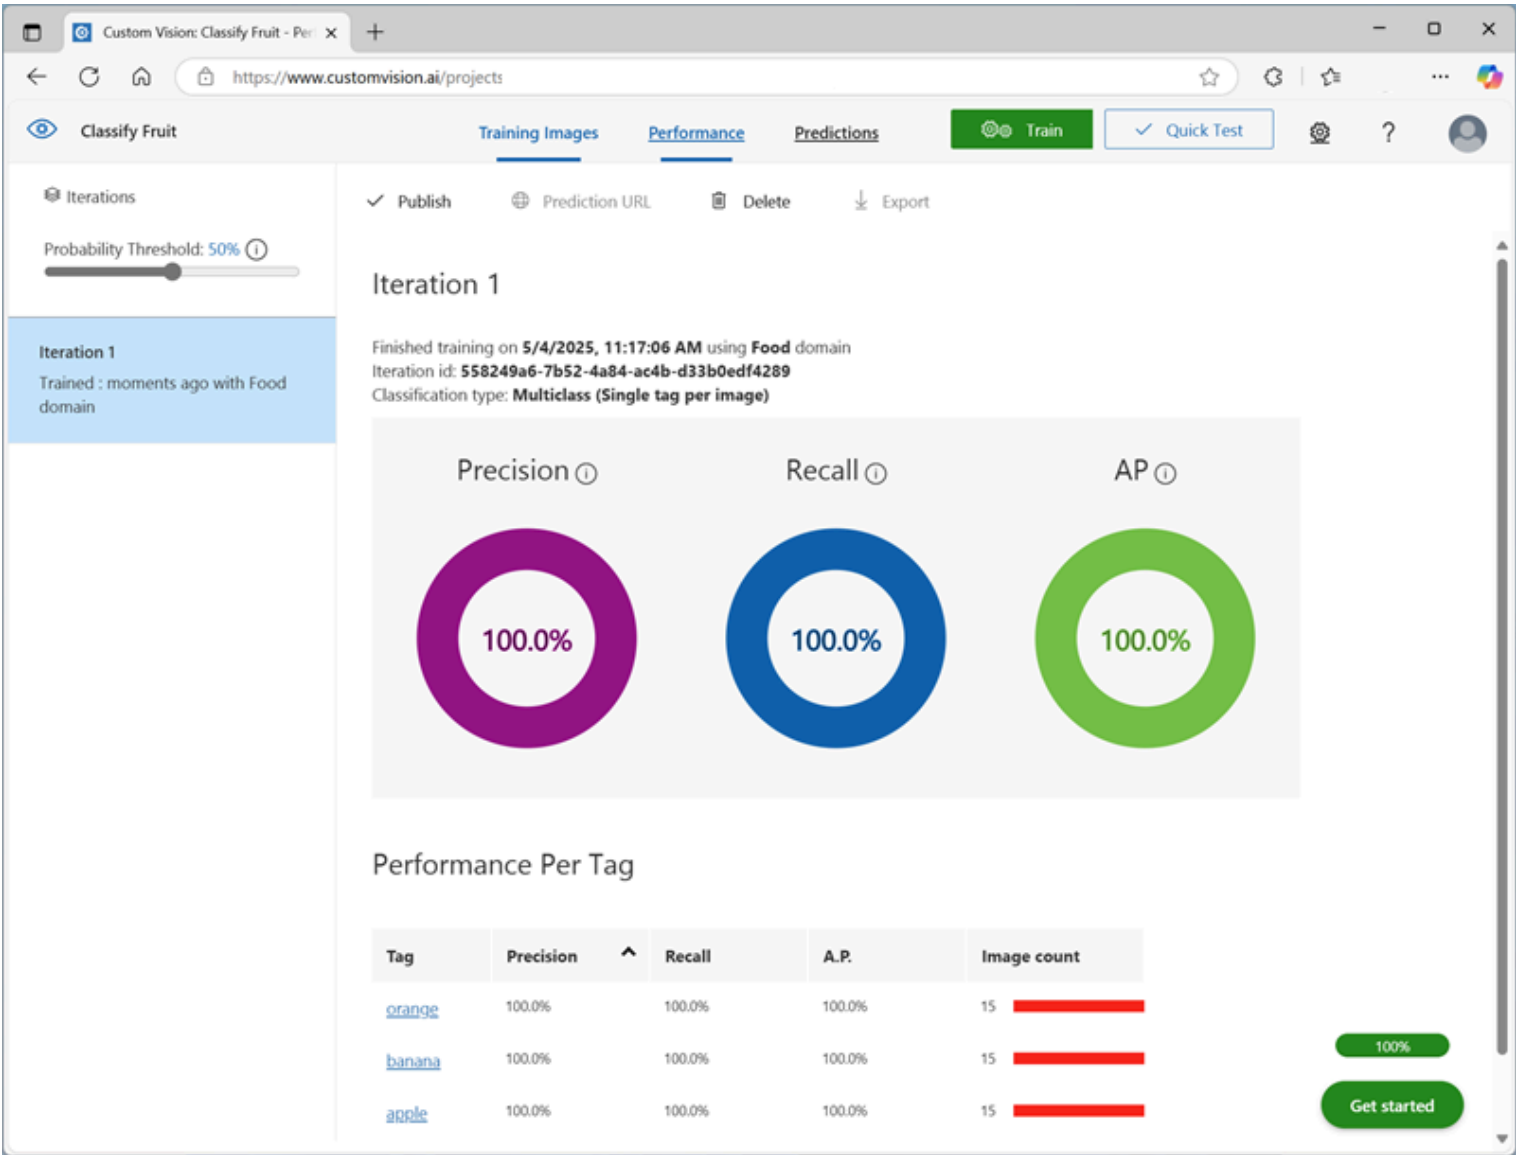 Custom Vision: Classify Fruit - Per
https://www.customvision.ai/projects
Classify Fruit
Training Images
Performance
Predictions
Train
Quick Test
?
Iterations
Publish
Prediction URL
Delete
Export
Probability Threshold: 50%
Iteration 1
Trained : moments ago with Food
domain
Iteration 1
Finished training on 5/4/2025, 11:17:06 AM using Food domain
Iteration id: 558249a6-7b52-4a84-ac4b-d33b0edf4289
Classification type: Multiclass (Single tag per image)
Precision
Recall
AP
100.0%
100.0%
100.0%
Performance Per Tag
Tag Precision Recall A.P. Image count
orange 100.0% 100.0% 100.0% 15
banana 100.0% 100.0% 100.0% 15
apple 100.0% 100.0% 100.0% 15
100%
Get started